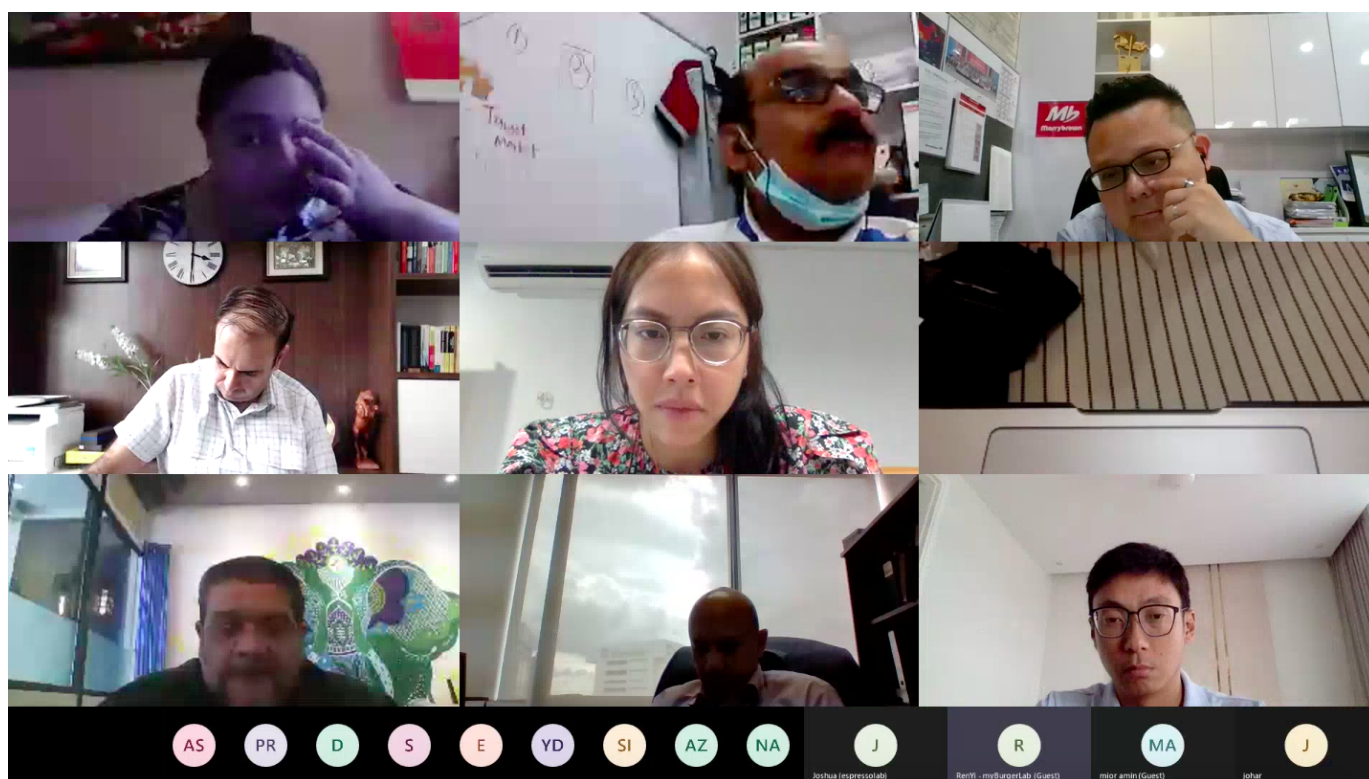 1
2
3
Target
Market
Mb
Marrybrown
AS
PR
D
S
E
YD
SI
AZ
NA
J
R
MA
J
Joshua (espressolab)
RenYi - myBurgerLab (Guest)
mior amin (Guest)
johar